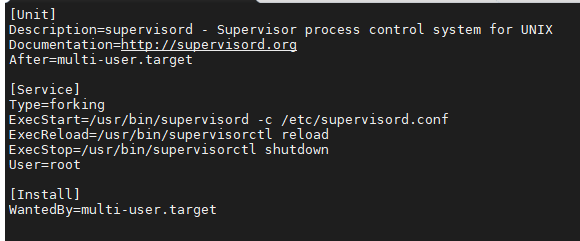 [Unit]
Description=supervisord - Supervisor process control system for UNIX
Documentation=http://supervisord.org
After=multi-user.target

[Service]
Type=forking
ExecStart=/usr/bin/supervisord -c /etc/supervisord.conf
ExecReload=/usr/bin/supervisorctl reload
ExecStop=/usr/bin/supervisorctl shutdown
User=root

[Install]
WantedBy=multi-user.target